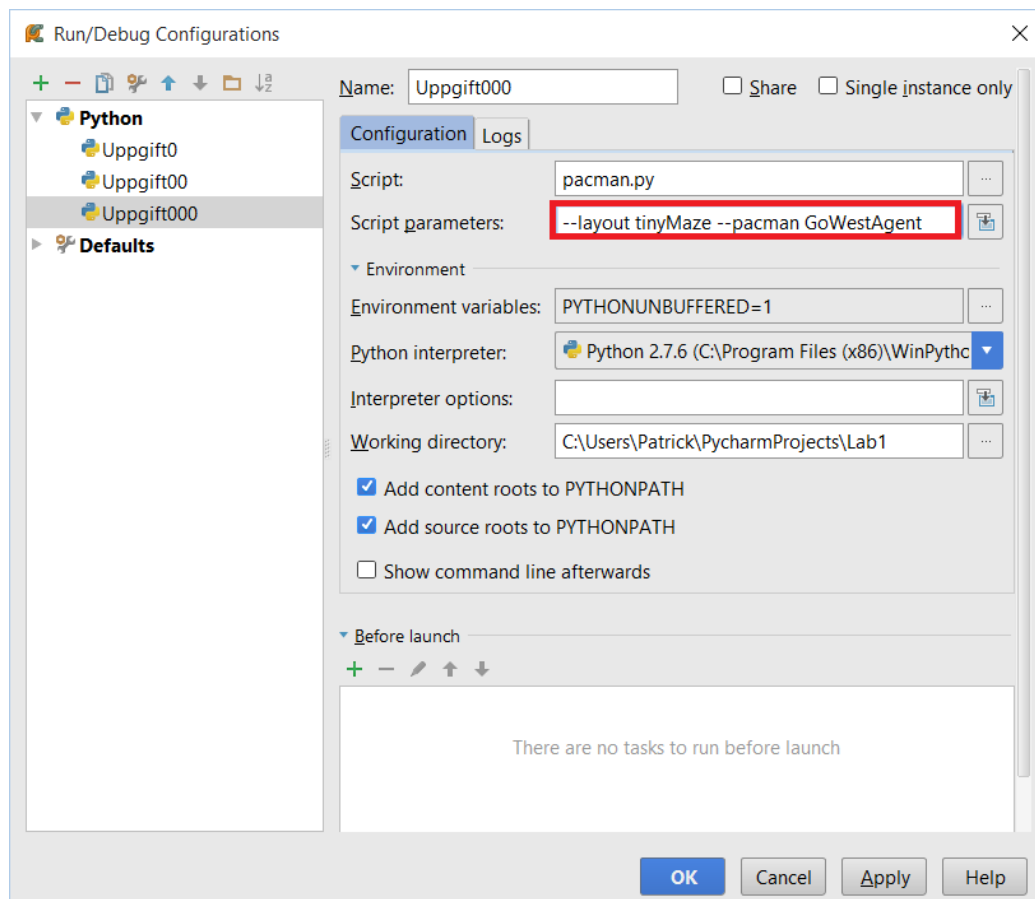 Run/Debug Configurations
Name: Uppgift000 Share Single instance only
Python
Uppgift0
Uppgift00
Uppgift000
Defaults
Configuration Logs
Script: pacman.py ...
Script parameters: --layout tinyMaze --pacman GoWestAgent
Environment
Environment variables: PYTHONUNBUFFERED=1 ...
Python interpreter: Python 2.7.6 (C:\Program Files (x86)\WinPythc
Interpreter options:
Working directory: C:\Users\Patrick\PycharmProjects\Lab1 ...
Add content roots to PYTHONPATH
Add source roots to PYTHONPATH
Show command line afterwards
Before launch
There are no tasks to run before launch
OK Cancel Apply Help